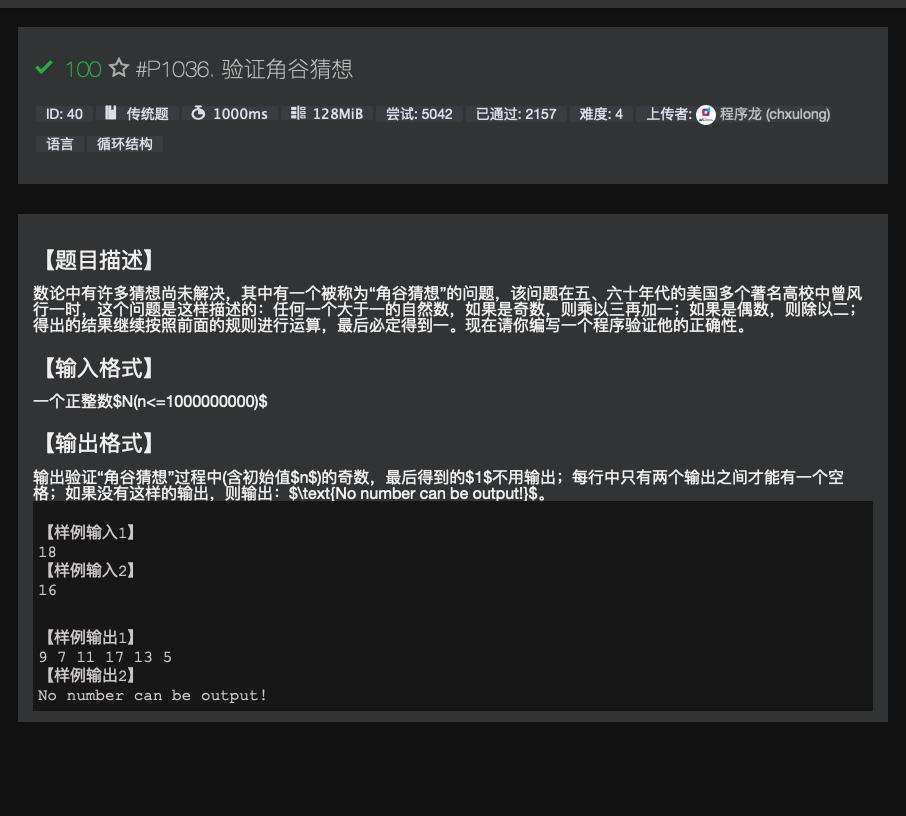 100 #P1036. 验证角谷猜想
ID: 40 传统题 1000ms 128MiB 尝试: 5042 已通过: 2157 难度: 4 上传者: 程序龙 (chxulong)
语言 循环结构
【题目描述】
数论中有许多猜想尚未解决，其中有一个被称为“角谷猜想”的问题，该问题在五、六十年代的美国多个著名高校中曾风
行一时，这个问题是这样描述的：任何一个大于一的自然数，如果是奇数，则乘以三再加一；如果是偶数，则除以二；
得出的结果继续按照前面的规则进行运算，最后必定得到一。现在请你编写一个程序验证他的正确性。
【输入格式】
一个正整数$N(n<=1000000000)$
【输出格式】
输出验证“角谷猜想”过程中(含初始值$n$)的奇数，最后得到的$1$不用输出；每行中只有两个输出之间才能有一个空
格；如果没有这样的输出，则输出：$\text{No number can be output!}$。
【样例输入1】
18
【样例输入2】
16
【样例输出1】
9 7 11 17 13 5
【样例输出2】
No number can be output!